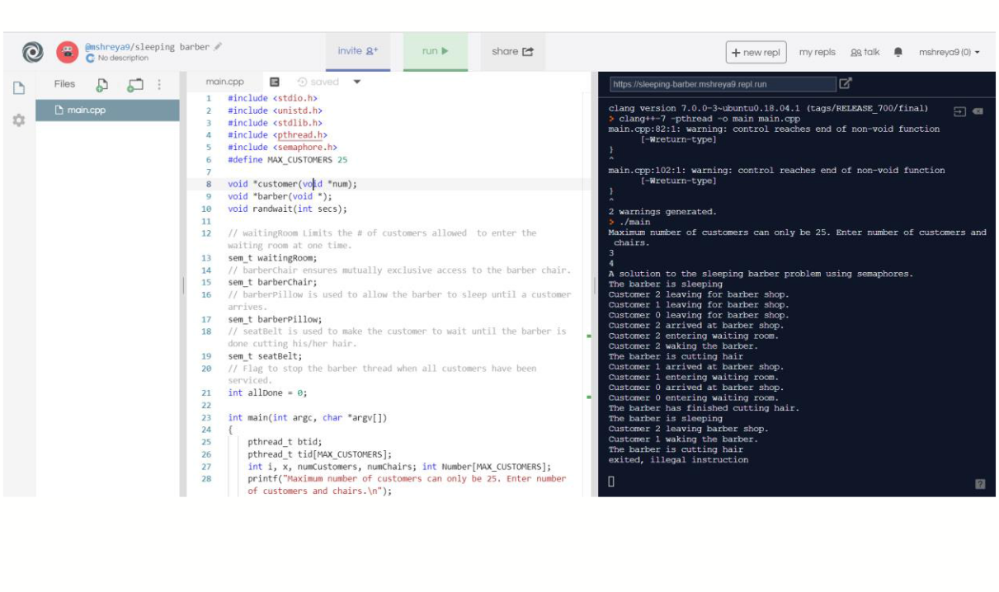 @mshreya9/sleeping barber
No description
invite
run
share
+ new repl
my repls
talk
mshreya9 (0)
Files
main.cpp
main.cpp
saved
1 #include <stdio.h>
2 #include <unistd.h>
3 #include <stdlib.h>
4 #include <pthread.h>
5 #include <semaphore.h>
6 #define MAX_CUSTOMERS 25
7
8 void *customer(void *num);
9 void *barber(void *);
10 void randwait(int secs);
11
12 // waitingRoom Limits the # of customers allowed  to enter the
waiting room at one time.
13 sem_t waitingRoom;
14 // barberChair ensures mutually exclusive access to the barber chair.
15 sem_t barberChair;
16 // barberPillow is used to allow the barber to sleep until a customer
arrives.
17 sem_t barberPillow;
18 // seatBelt is used to make the customer to wait until the barber is
done cutting his/her hair.
19 sem_t seatBelt;
20 // Flag to stop the barber thread when all customers have been
serviced.
21 int allDone = 0;
22
23 int main(int argc, char *argv[])
24 {
25 pthread_t btid;
26 pthread_t tid[MAX_CUSTOMERS];
27 int i, x, numCustomers, numChairs; int Number[MAX_CUSTOMERS];
28 printf("Maximum number of customers can only be 25. Enter number
of customers and chairs.\n");
https://sleeping-barber.mshreya9.repl.run
clang version 7.0.0-3~ubuntu0.18.04.1 (tags/RELEASE_700/final)
> clang++-7 -pthread -o main main.cpp
main.cpp:82:1: warning: control reaches end of non-void function
[-Wreturn-type]
}
^
main.cpp:102:1: warning: control reaches end of non-void function
[-Wreturn-type]
}
^
2 warnings generated.
> ./main
Maximum number of customers can only be 25. Enter number of customers and
chairs.
3
4
A solution to the sleeping barber problem using semaphores.
The barber is sleeping
Customer 2 leaving for barber shop.
Customer 1 leaving for barber shop.
Customer 0 leaving for barber shop.
Customer 2 arrived at barber shop.
Customer 2 entering waiting room.
Customer 2 waking the barber.
The barber is cutting hair
Customer 1 arrived at barber shop.
Customer 1 entering waiting room.
Customer 0 arrived at barber shop.
Customer 0 entering waiting room.
The barber has finished cutting hair.
The barber is sleeping
Customer 2 leaving barber shop.
Customer 1 waking the barber.
The barber is cutting hair
exited, illegal instruction
?